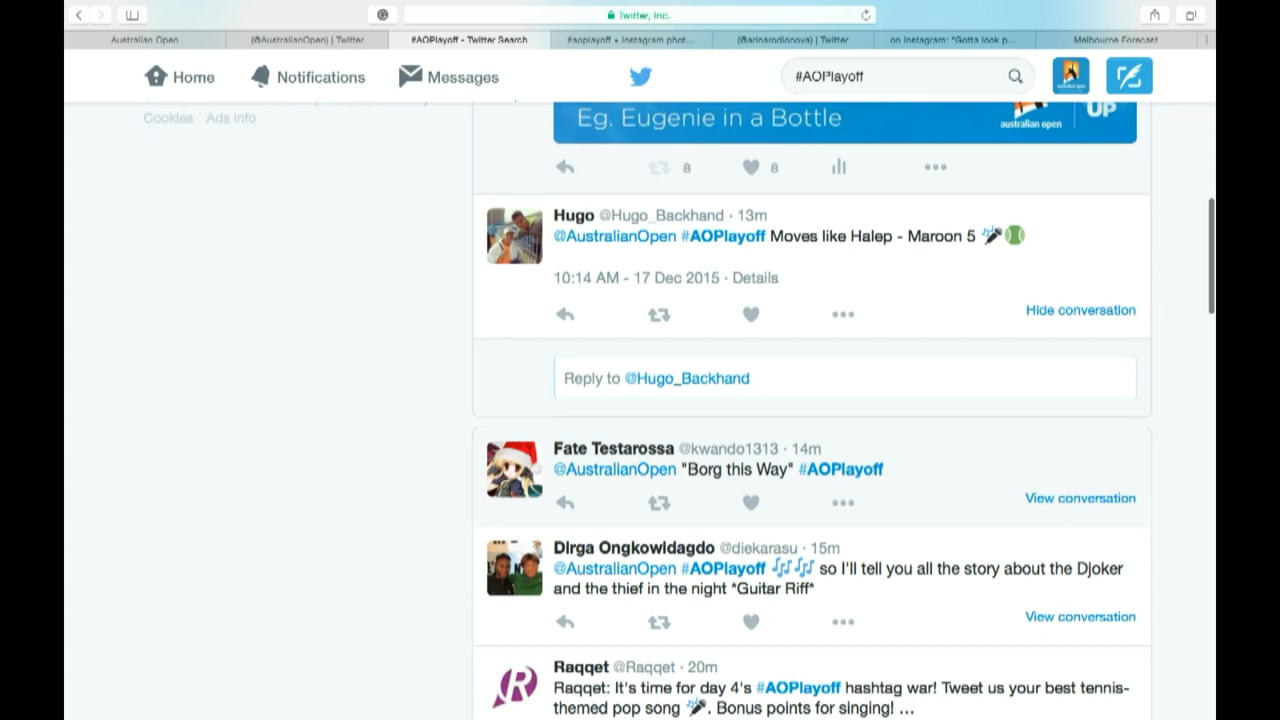 Twitter, Inc.
Australian Open
(@AustralianOpen) | Twitter
#AOPlayoff - Twitter Search
#aoplayoff • Instagram phot...
(@arinarodionova) | Twitter
on Instagram: "Gotta look p...
Melbourne Forecast
Home
Notifications
Messages
#AOPlayoff
Cookies Ads info
Eg. Eugenie in a Bottle
australian open
UP
8
8
Hugo @Hugo_Backhand · 13m
@AustralianOpen #AOPlayoff Moves like Halep - Maroon 5 🎤🎾
10:14 AM - 17 Dec 2015 · Details
Hide conversation
Reply to @Hugo_Backhand
Fate Testarossa @kwando1313 · 14m
@AustralianOpen "Borg this Way" #AOPlayoff
View conversation
Dirga Ongkowidagdo @diekarasu · 15m
@AustralianOpen #AOPlayoff 🎶🎶 so I'll tell you all the story about the Djoker
and the thief in the night *Guitar Riff*
View conversation
Raqqet @Raqqet · 20m
Raqqet: It's time for day 4's #AOPlayoff hashtag war! Tweet us your best tennis-
themed pop song 🎤. Bonus points for singing! ...